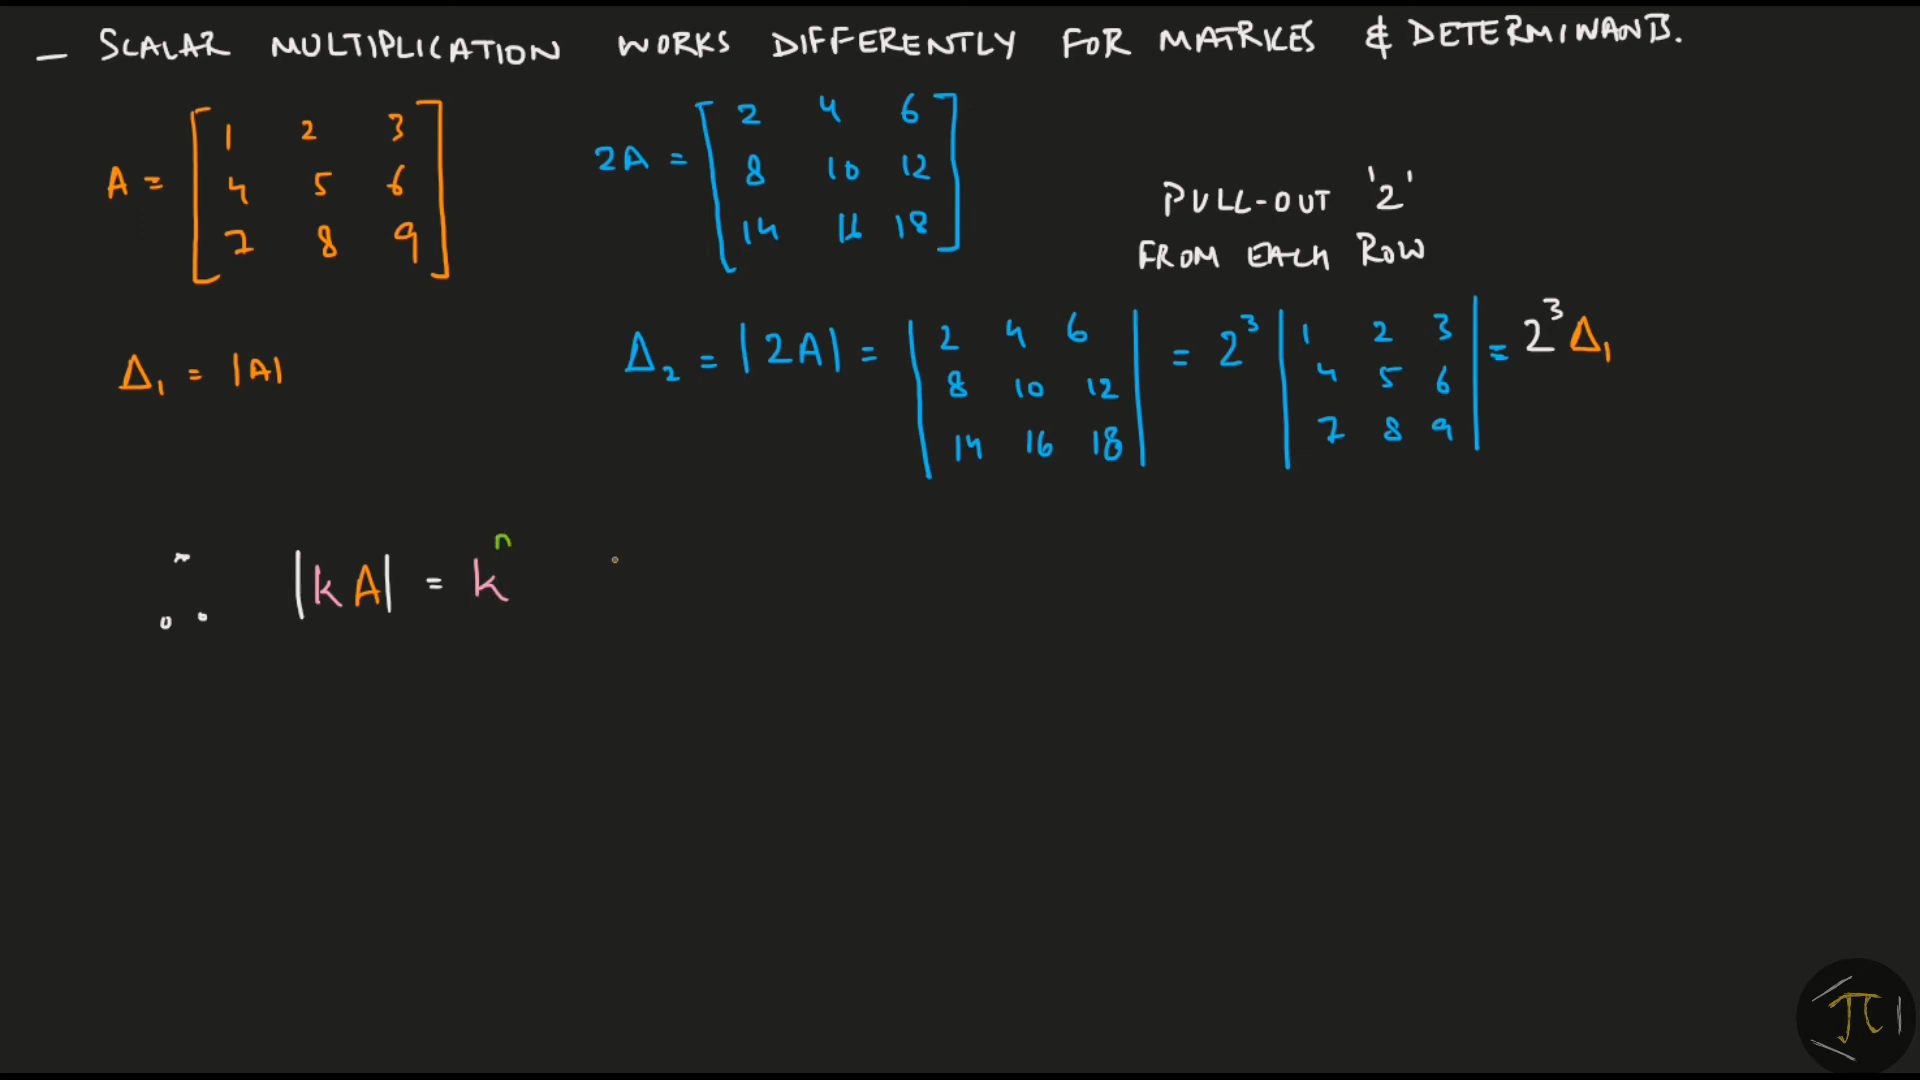 — SCALAR MULTIPLICATION WORKS DIFFERENTLY FOR MATRICES & DETERMINANTS.
A = [ 1 2 3
4 5 6
7 8 9 ]
2A = [ 2 4 6
8 10 12
14 16 18 ]
PULL-OUT '2'
FROM EACH ROW
Δ₁ = |A|
Δ₂ = |2A| = | 2 4 6
8 10 12
14 16 18 | = 2³ | 1 2 3
4 5 6
7 8 9 | = 2³ Δ₁
∴ |kA| = kⁿ
π